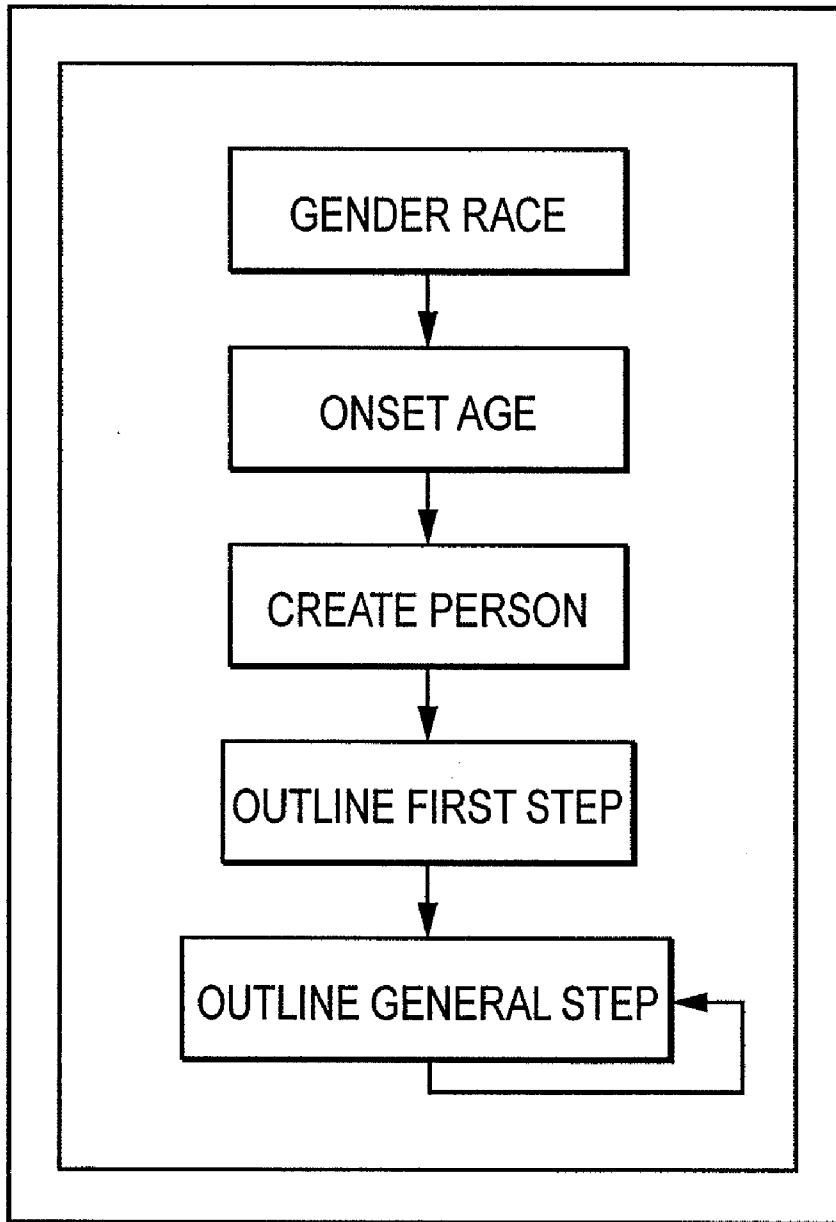 GENDER RACE
ONSET AGE
CREATE PERSON
OUTLINE FIRST STEP
OUTLINE GENERAL STEP